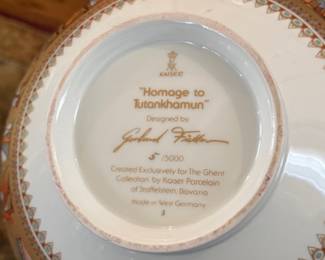 KAISER
"Homage to
Tutankhamun"
Designed by
5/5000
Created Exclusively for The Ghent
Collection by Kaiser Porcelain
of Staffelstein, Bavaria
Made in West Germany